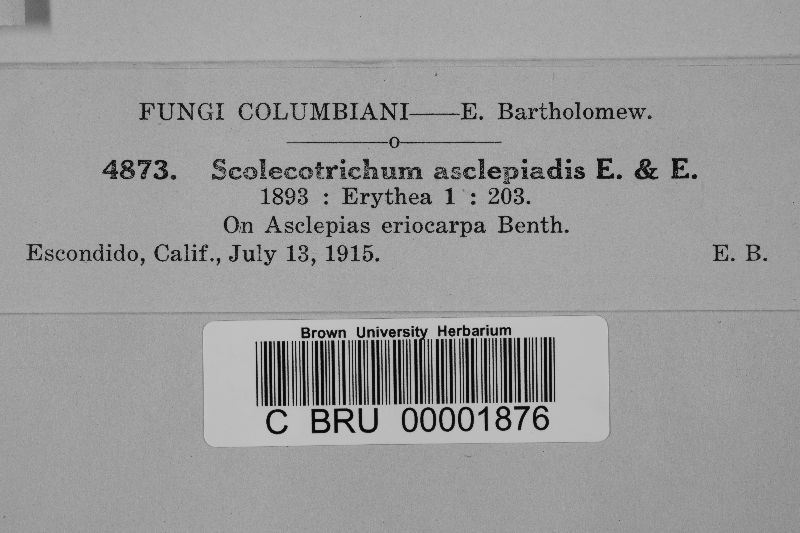 FUNGI COLUMBIANI——E. Bartholomew.
4873. Scolecotrichum asclepiadis E. & E.
1893 : Erythea 1 : 203.
On Asclepias eriocarpa Benth.
Escondido, Calif., July 13, 1915. E. B.
Brown University Herbarium
C BRU 00001876